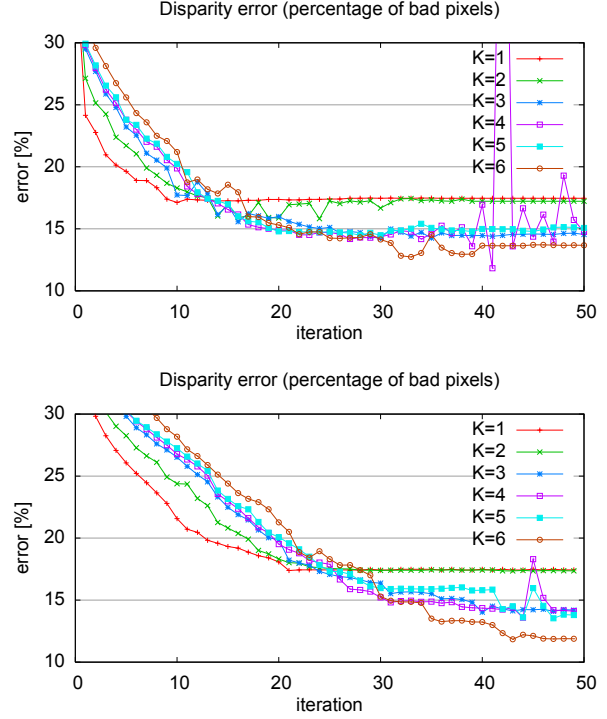 Disparity error (percentage of bad pixels)
30
25
20
15
10
error [%]
K=1
K=2
K=3
K=4
K=5
K=6
0 10 20 30 40 50
iteration
Disparity error (percentage of bad pixels)
30
25
20
15
10
error [%]
K=1
K=2
K=3
K=4
K=5
K=6
0 10 20 30 40 50
iteration